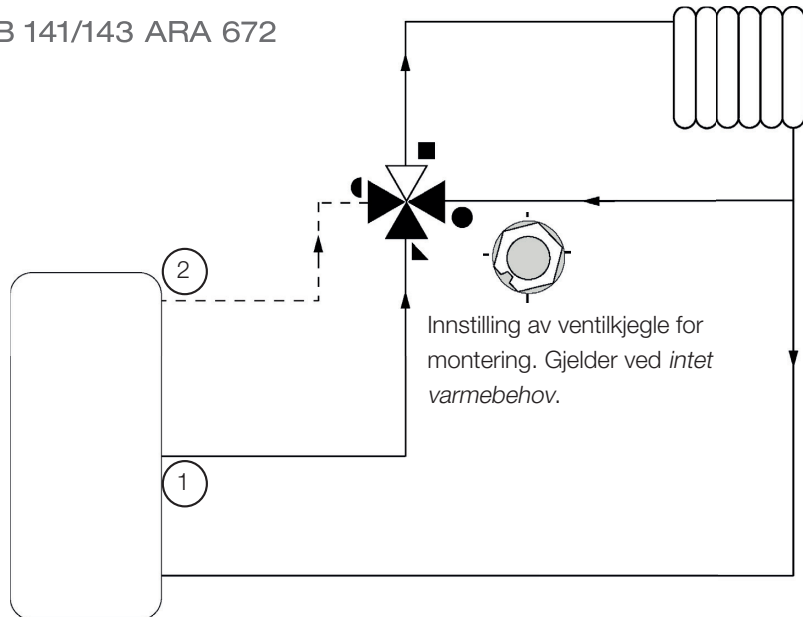 B 141/143 ARA 672
2
Innstilling av ventilkjegle for
montering. Gjelder ved intet
varmebehov.
1